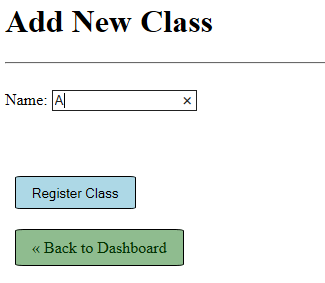 Add New Class
Name: A
Register Class
« Back to Dashboard